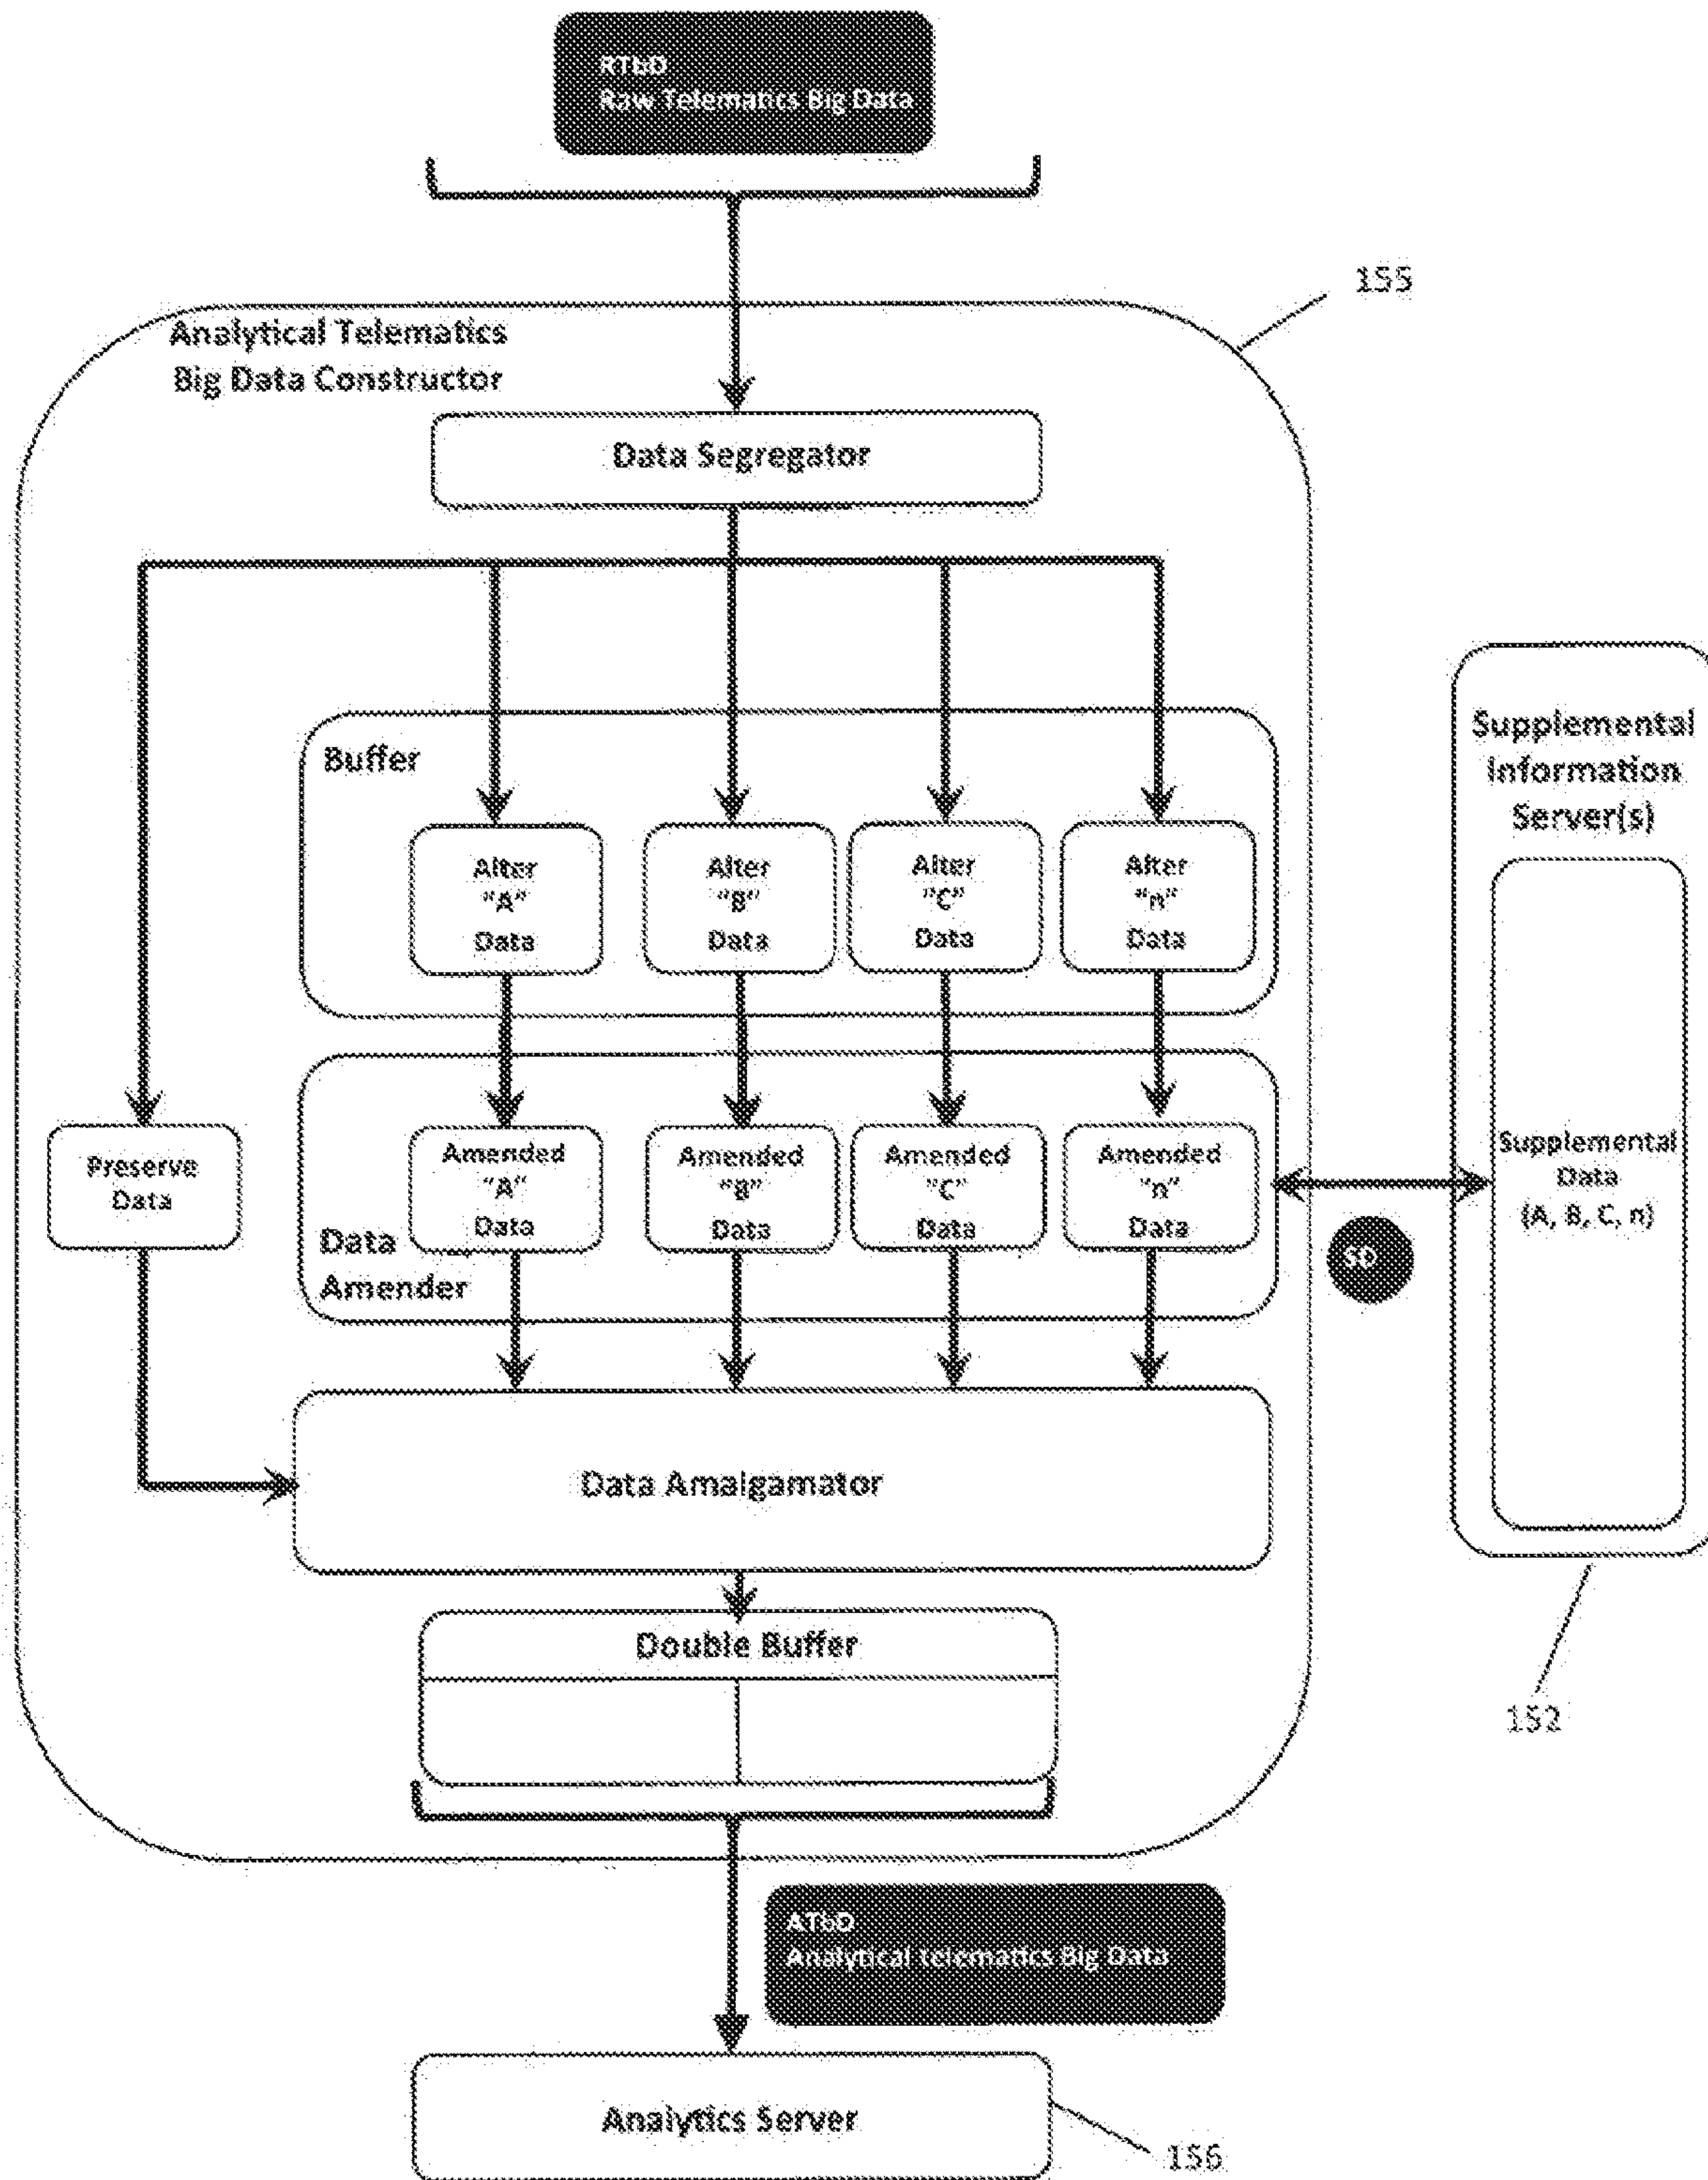 RTbD
Raw Telematics Big Data
155
Analytical Telematics
Big Data Constructor
Data Segregator
Buffer
Alter
"A"
Data
Alter
"B"
Data
Alter
"C"
Data
Alter
"n"
Data
Supplemental
Information
Server(s)
Preserve
Data
Amended
"A"
Data
Amended
"B"
Data
Amended
"C"
Data
Amended
"n"
Data
Data
Amender
SD
Supplemental
Data
(A, B, C, n)
Data Amalgamator
Double Buffer
152
ATbD
Analytical telematics Big Data
Analytics Server
156